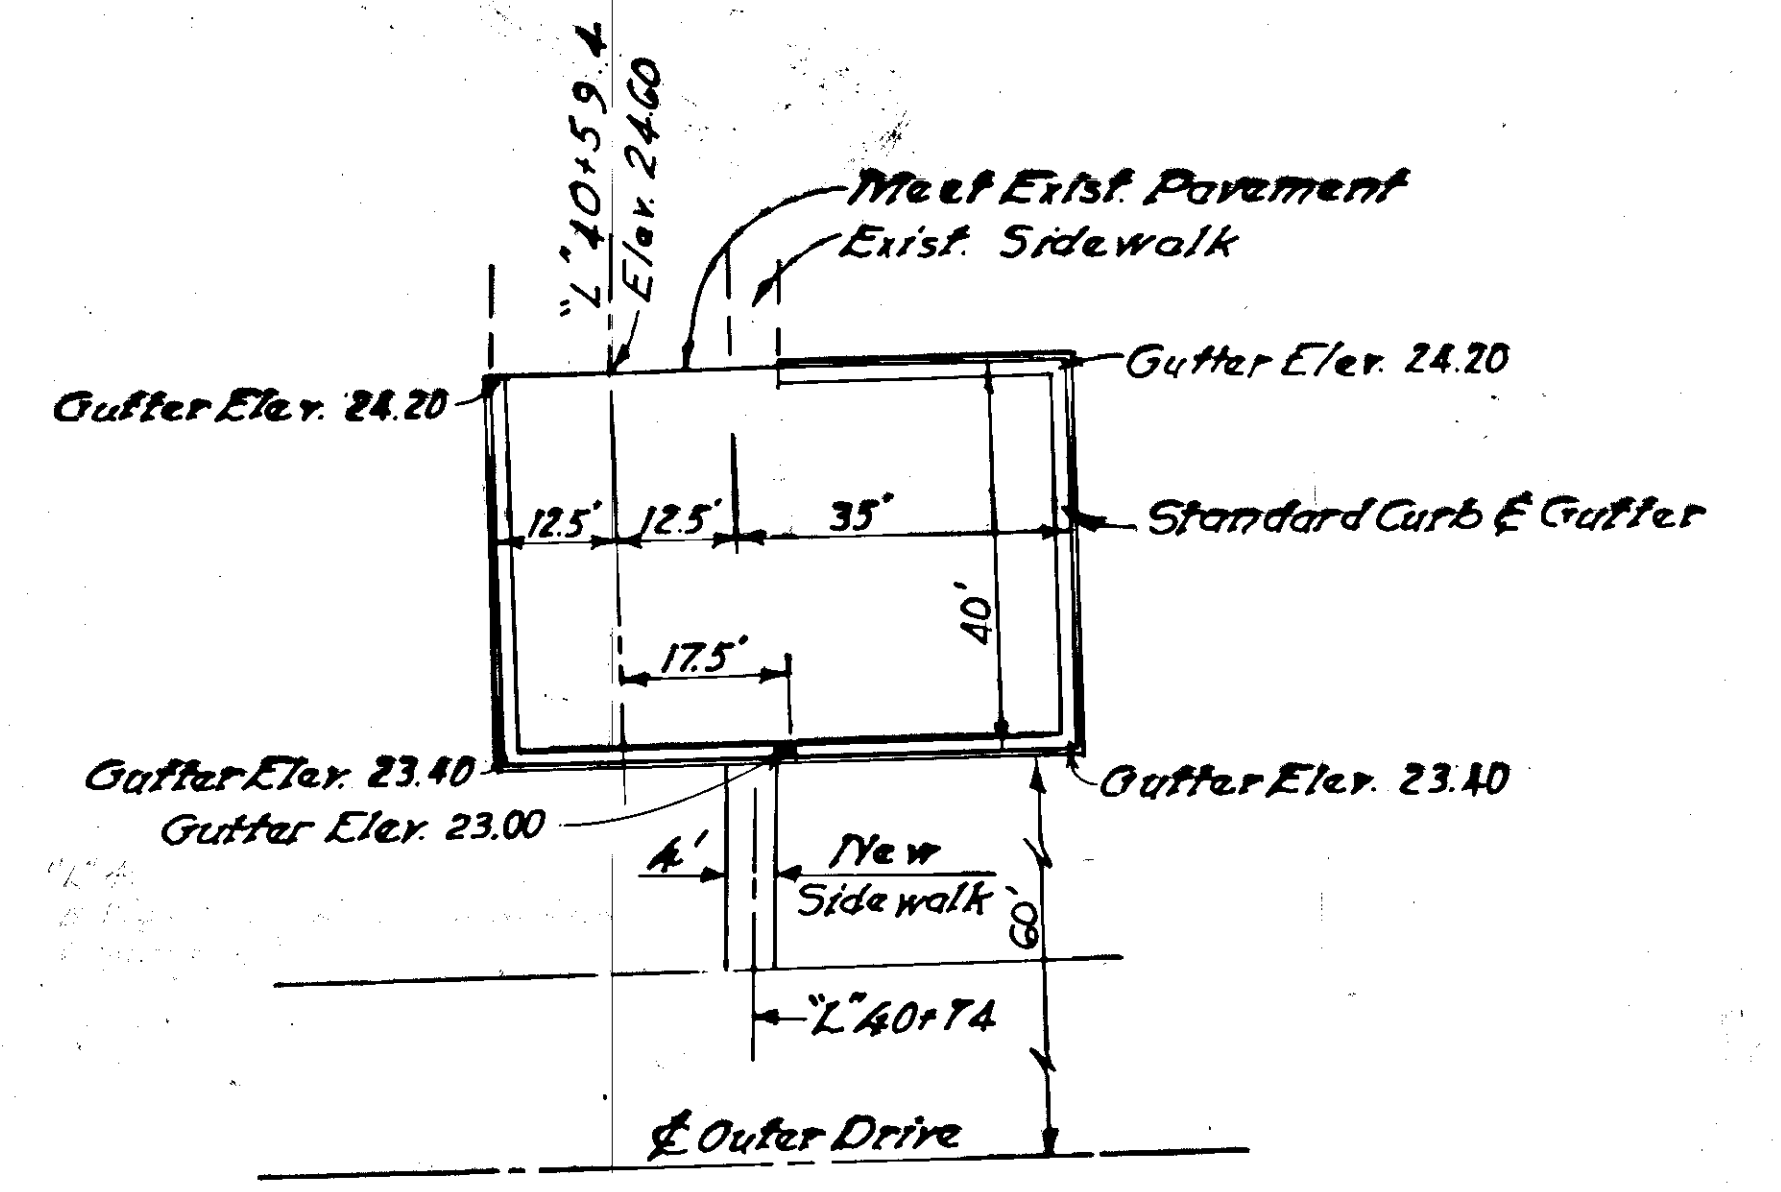 "L" 40+59.4
Elev. 24.60
Meet Exist. Pavement
Exist. Sidewalk
Gutter Elev. 24.20
Gutter Elev. 24.20
12.5'
12.5'
35'
Standard Curb & Gutter
40'
17.5'
Gutter Elev. 23.40
Gutter Elev. 23.40
Gutter Elev. 23.00
4'
New
Sidewalk
60'
"L" 40+74
℄ Outer Drive